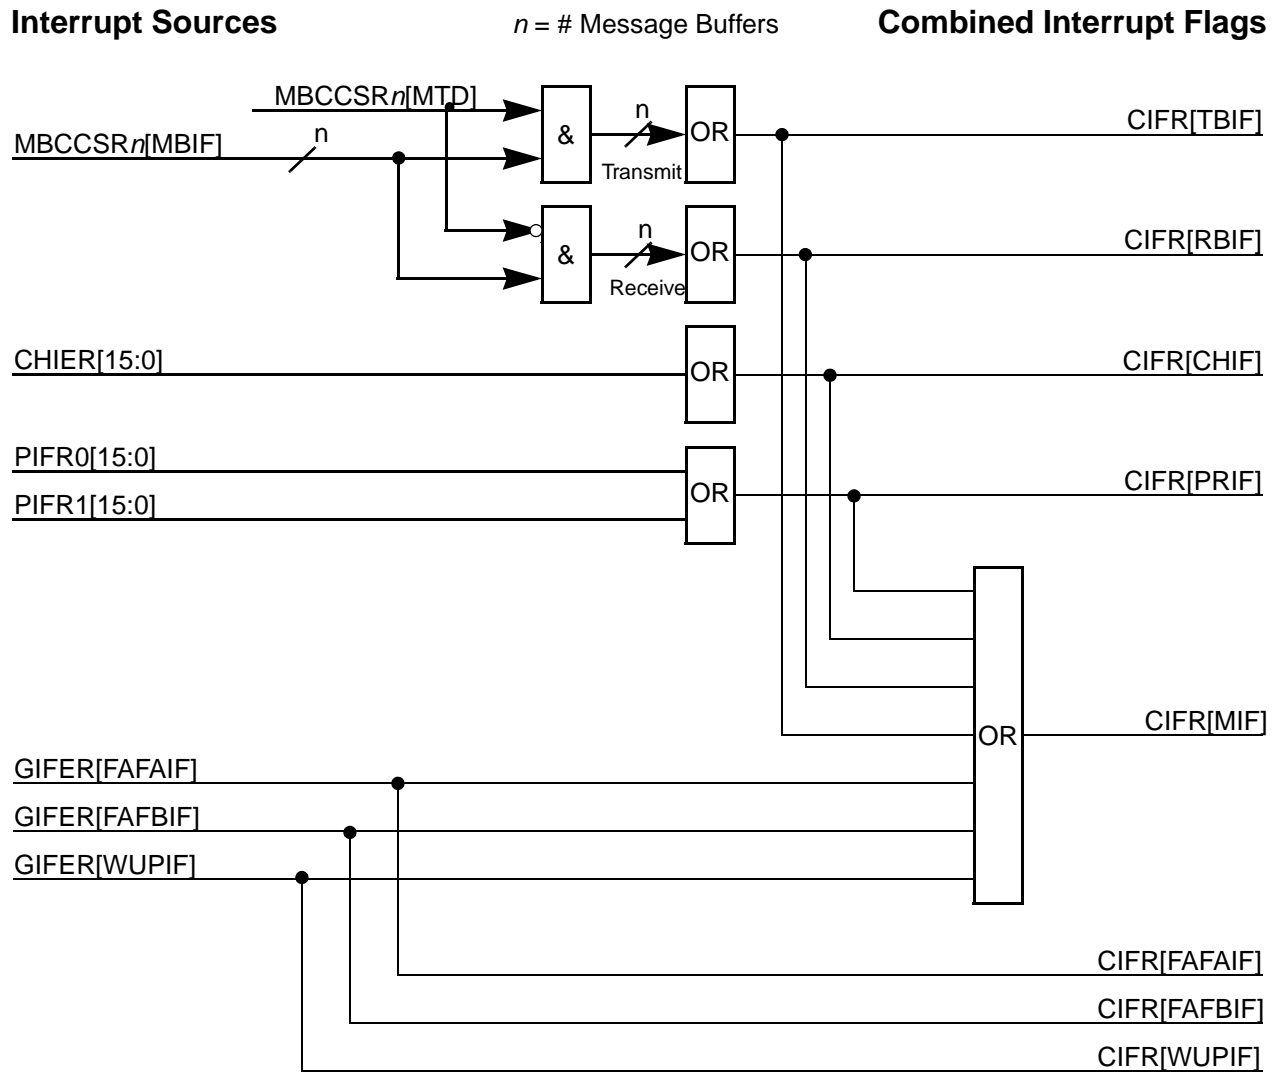 Interrupt Sources
n = # Message Buffers
Combined Interrupt Flags
MBCCSRn[MTD]
MBCCSRn[MBIF]
n
&
n
Transmit
OR
CIFR[TBIF]
&
n
Receive
OR
CIFR[RBIF]
CHIER[15:0]
OR
CIFR[CHIF]
PIFR0[15:0]
PIFR1[15:0]
OR
CIFR[PRIF]
OR
CIFR[MIF]
GIFER[FAFAIF]
GIFER[FAFBIF]
GIFER[WUPIF]
CIFR[FAFAIF]
CIFR[FAFBIF]
CIFR[WUPIF]